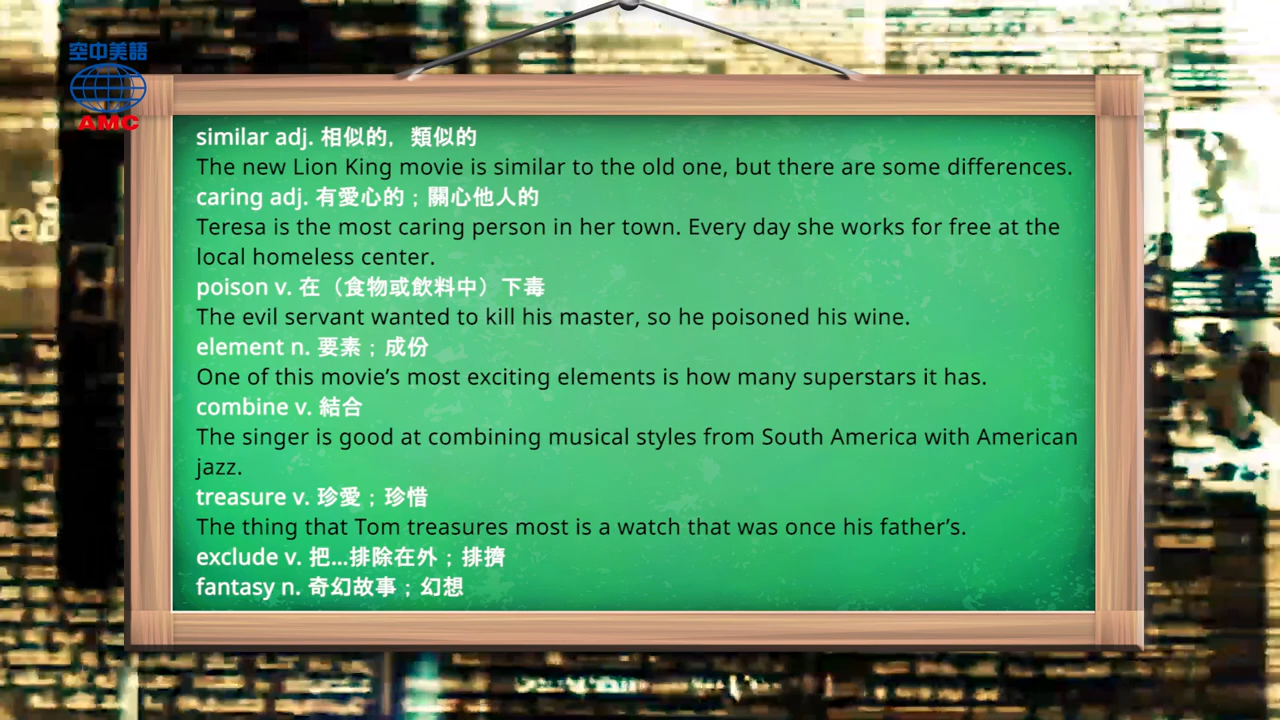 空中美語
AMC
similar adj. 相似的，類似的
The new Lion King movie is similar to the old one, but there are some differences.
caring adj. 有愛心的；關心他人的
Teresa is the most caring person in her town. Every day she works for free at the
local homeless center.
poison v. 在（食物或飲料中）下毒
The evil servant wanted to kill his master, so he poisoned his wine.
element n. 要素；成份
One of this movie’s most exciting elements is how many superstars it has.
combine v. 結合
The singer is good at combining musical styles from South America with American
jazz.
treasure v. 珍愛；珍惜
The thing that Tom treasures most is a watch that was once his father’s.
exclude v. 把...排除在外；排擠
fantasy n. 奇幻故事；幻想